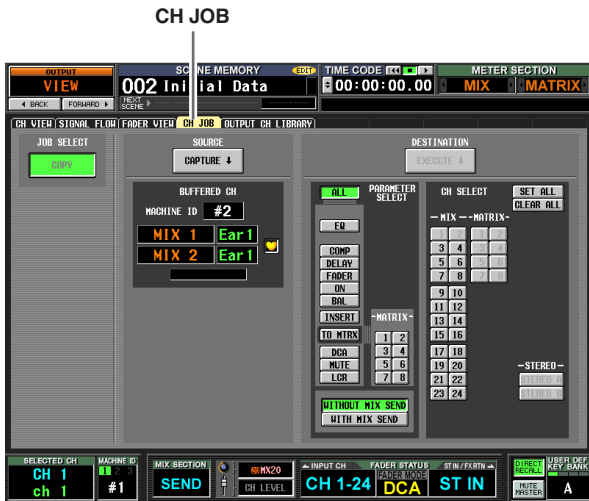 CH JOB
OUTPUT SCENE MEMORY EDIT TIME CODE METER SECTION
VIEW 002 Initial Data 00:00:00.00 MIX MATRIX
BACK FORWARD NEXT SCENE
CH VIEW SIGNAL FLOW FADER VIEW CH JOB OUTPUT CH LIBRARY
JOB SELECT SOURCE DESTINATION
COPY CAPTURE ↓ EXECUTE ↓
BUFFERED CH
MACHINE ID #2
MIX 1 Ear1
MIX 2 Ear1
ALL PARAMETER SELECT
EQ
COMP
DELAY
FADER
ON
BAL
INSERT
TO MTRX
DCA
MUTE
LCR
-MATRIX-
1 2
3 4
5 6
7 8
WITHOUT MIX SEND
WITH MIX SEND
CH SELECT SET ALL
CLEAR ALL
-MIX- -MATRIX-
1 2 1 2
3 4 3 4
5 6 5 6
7 8 7 8
9 10
11 12
13 14
15 16
17 18
19 20
21 22
23 24
-STEREO-
STEREO A
STEREO B
SELECTED CH MACHINE ID MIX SECTION INPUT CH FADER STATUS ST IN/FXRTN DIRECT RECALL USER DEF KEY BANK
CH 1 1 2 3 SEND MX20 CH 1-24 FADER MODE ST IN
ch 1 #1 CH LEVEL DCA MUTE MASTER A